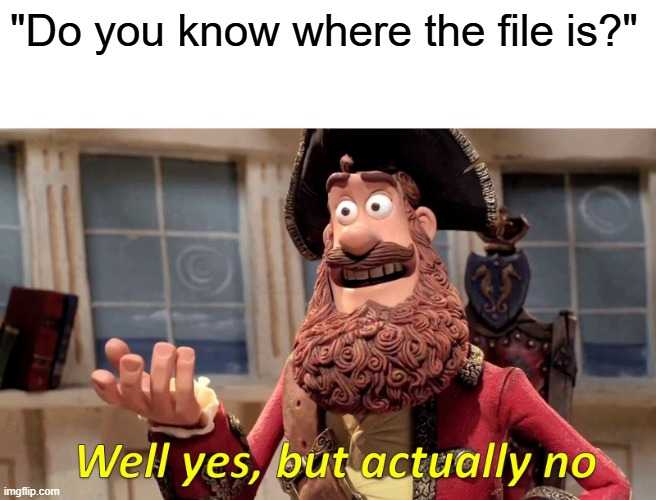 "Do you know where the file is?"
Well yes, but actually no
imgflip.com